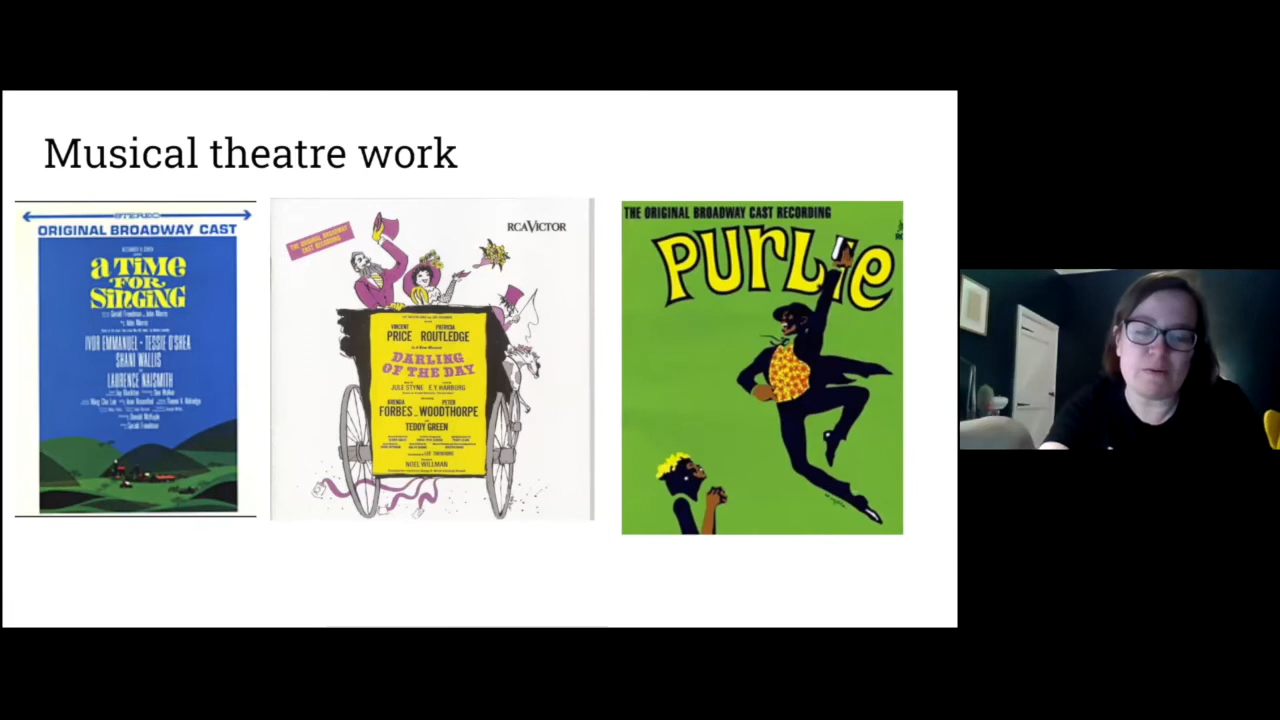 Musical theatre work
STEREO
ORIGINAL BROADWAY CAST
a TIME
FOR
SINGING
IVOR EMMANUEL • TESSIE O'SHEA
SHANI WALLIS
LAURENCE NAISMITH
Gerald Freedman
THE ORIGINAL BROADWAY
CAST RECORDING
RCA VICTOR
VINCENT PATRICIA
PRICE ROUTLEDGE
DARLING
OF THE DAY
JULE STYNE E.Y. HARBURG
BRENDA PETER
FORBES WOODTHORPE
TEDDY GREEN
NOEL WILLMAN
THE ORIGINAL BROADWAY CAST RECORDING
PURLIE